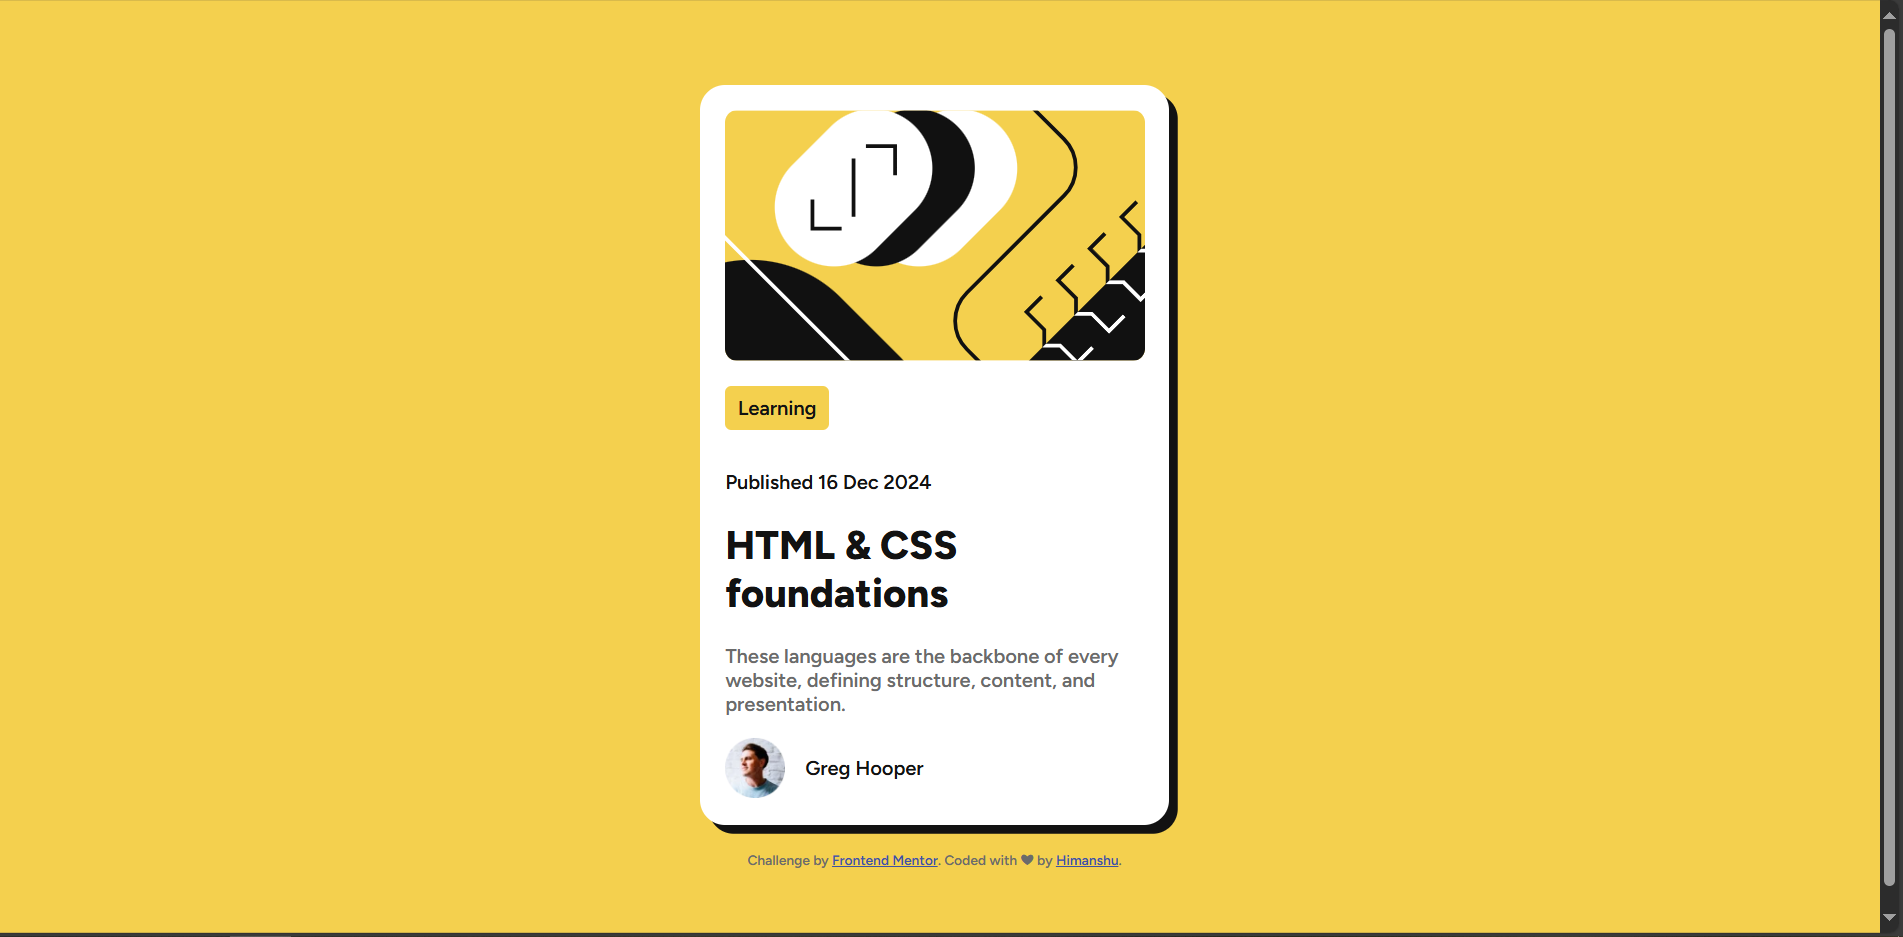 Learning
Published 16 Dec 2024
HTML & CSS
foundations
These languages are the backbone of every
website, defining structure, content, and
presentation.
Greg Hooper
Challenge by Frontend Mentor. Coded with ♥ by Himanshu.